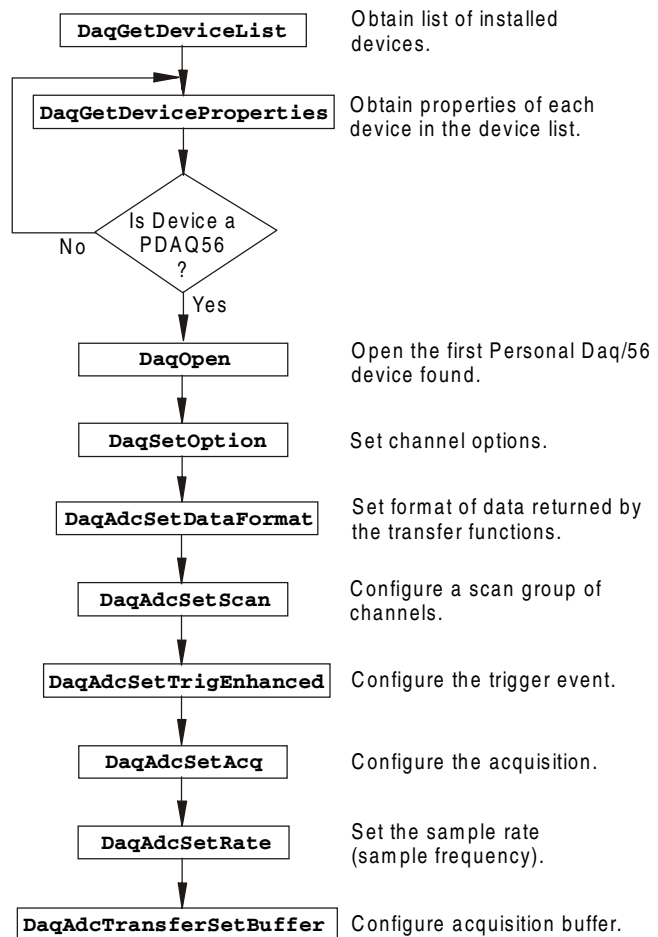 DaqGetDeviceList
Obtain list of installed
devices.
DaqGetDeviceProperties
Obtain properties of each
device in the device list.
Is Device a
PDAQ56
?
No
Yes
DaqOpen
Open the first Personal Daq/56
device found.
DaqSetOption
Set channel options.
DaqAdcSetDataFormat
Set format of data returned by
the transfer functions.
DaqAdcSetScan
Configure a scan group of
channels.
DaqAdcSetTrigEnhanced
Configure the trigger event.
DaqAdcSetAcq
Configure the acquisition.
DaqAdcSetRate
Set the sample rate
(sample frequency).
DaqAdcTransferSetBuffer
Configure acquisition buffer.